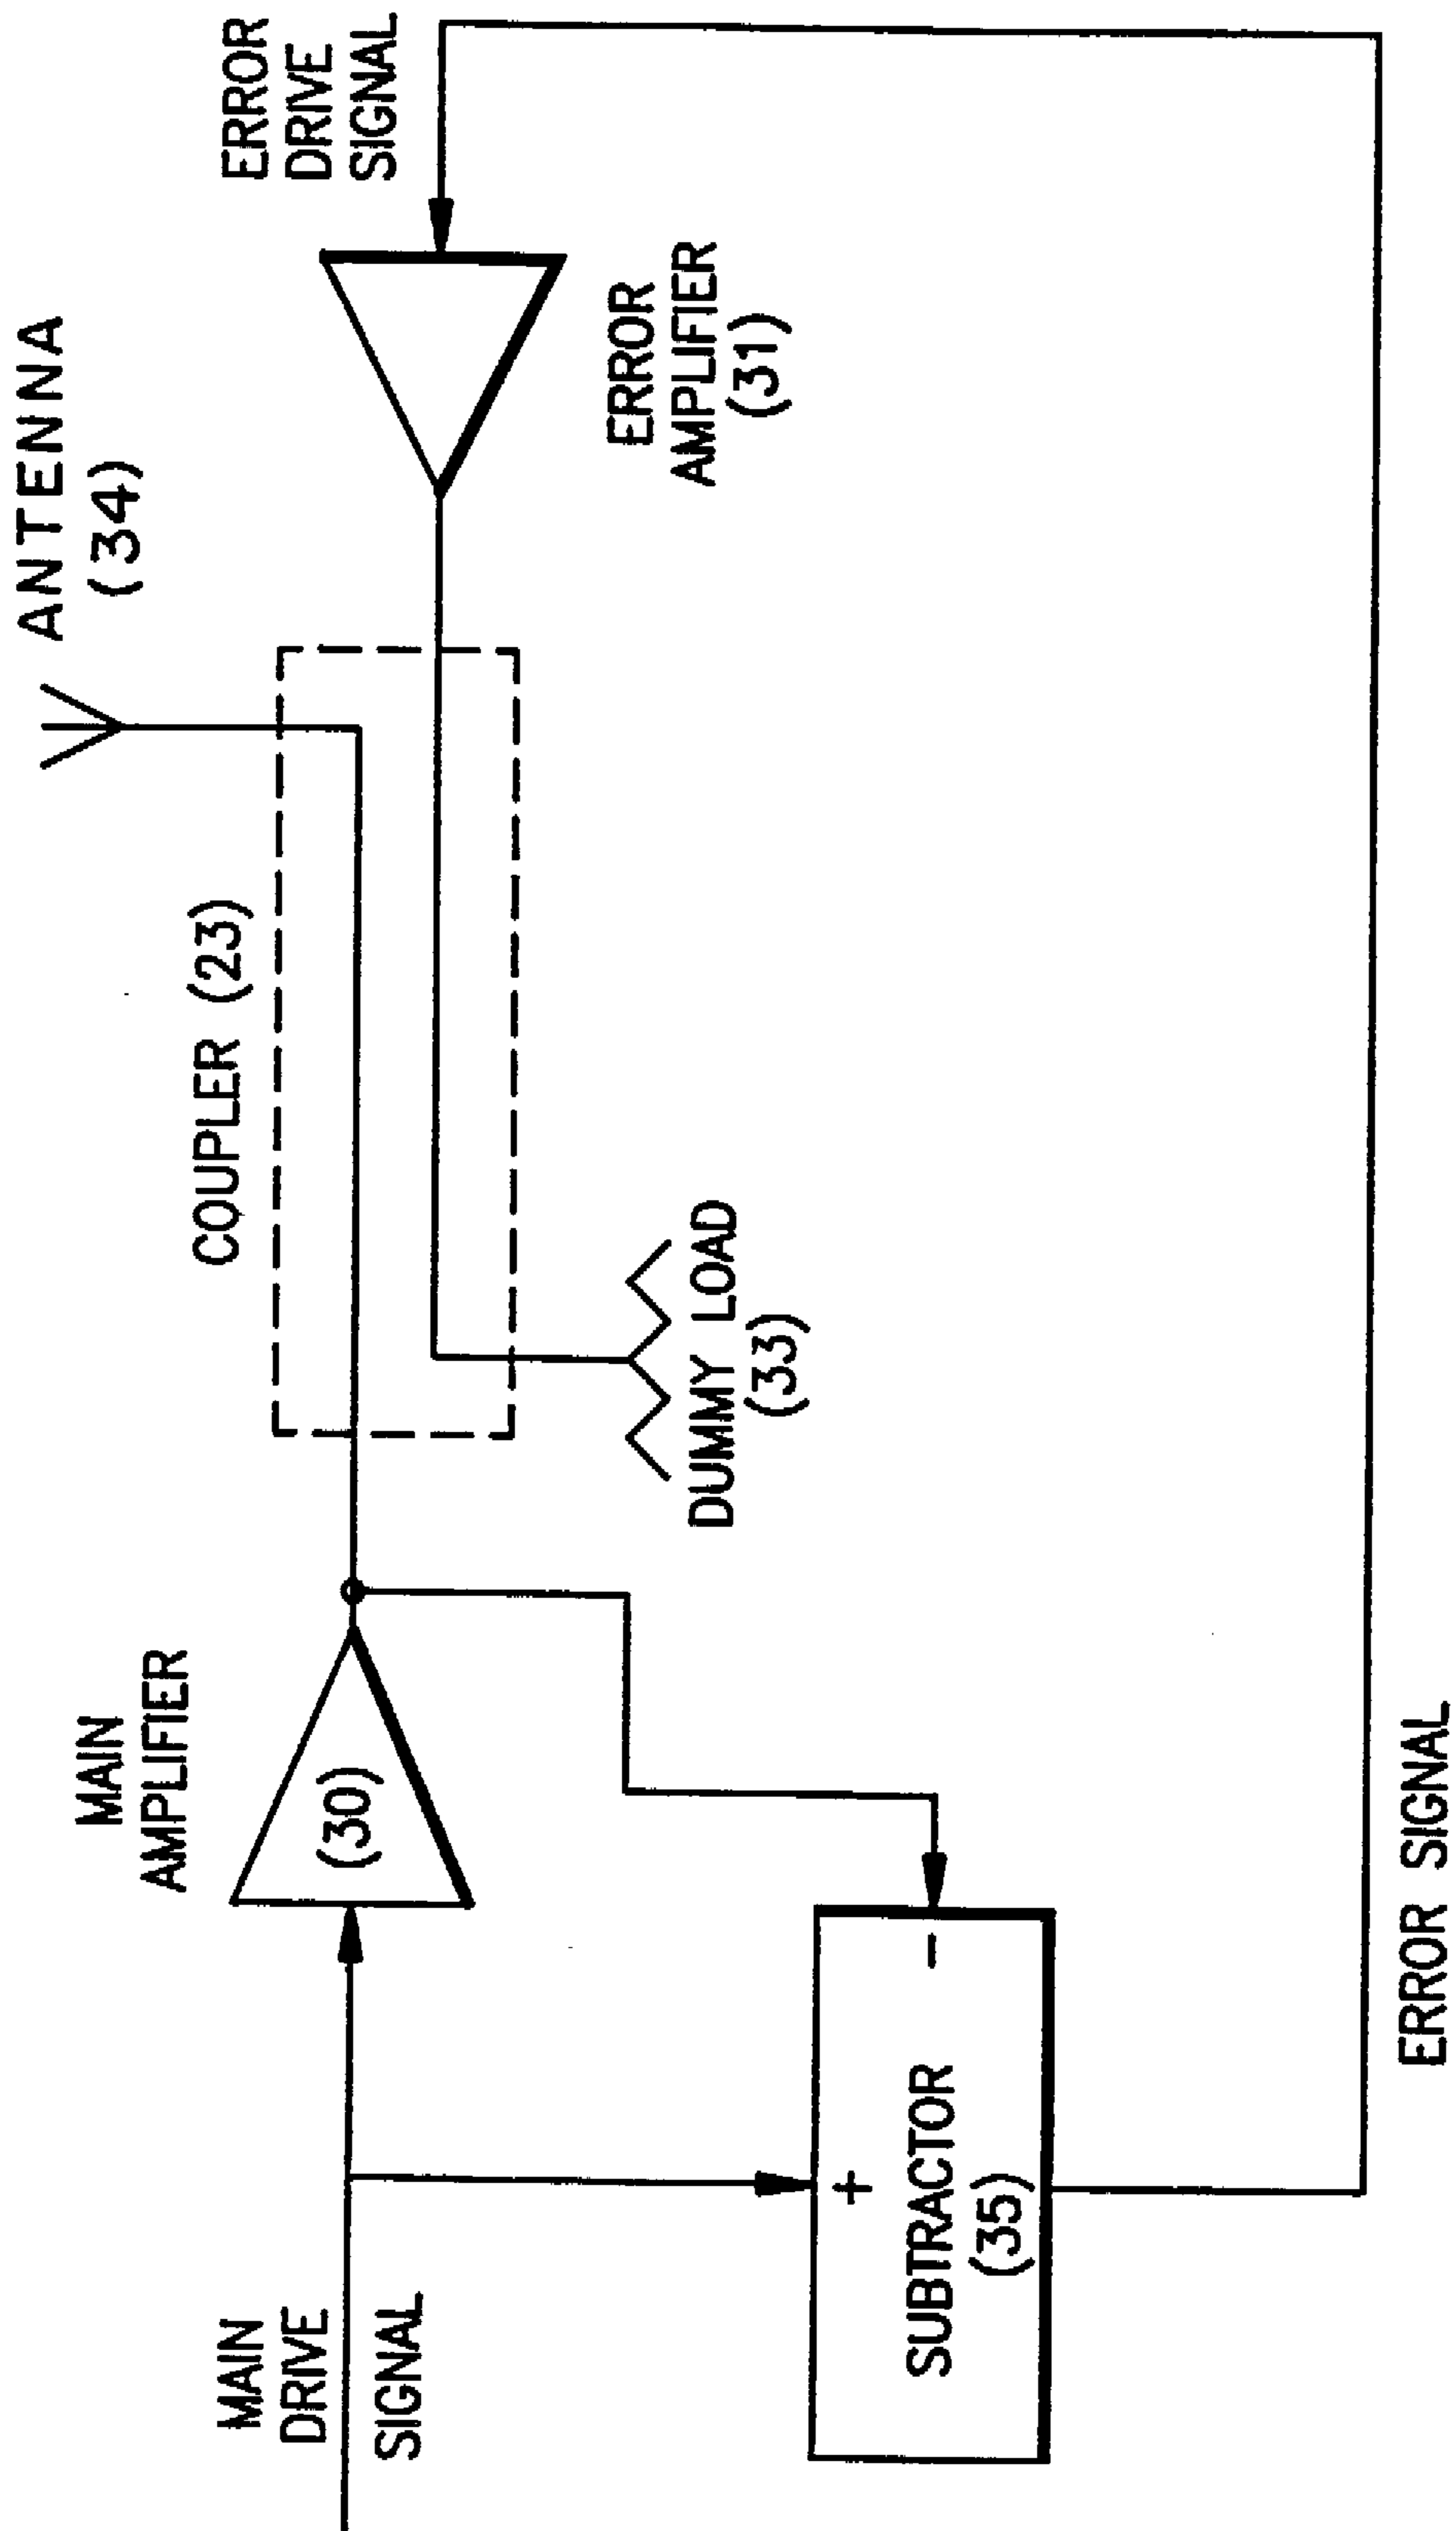 ANTENNA
(34)
ERROR
DRIVE
SIGNAL
COUPLER (23)
MAIN
AMPLIFIER
(30)
MAIN
DRIVE
SIGNAL
ERROR
AMPLIFIER
(31)
DUMMY LOAD
(33)
+
-
SUBTRACTOR
(35)
ERROR SIGNAL